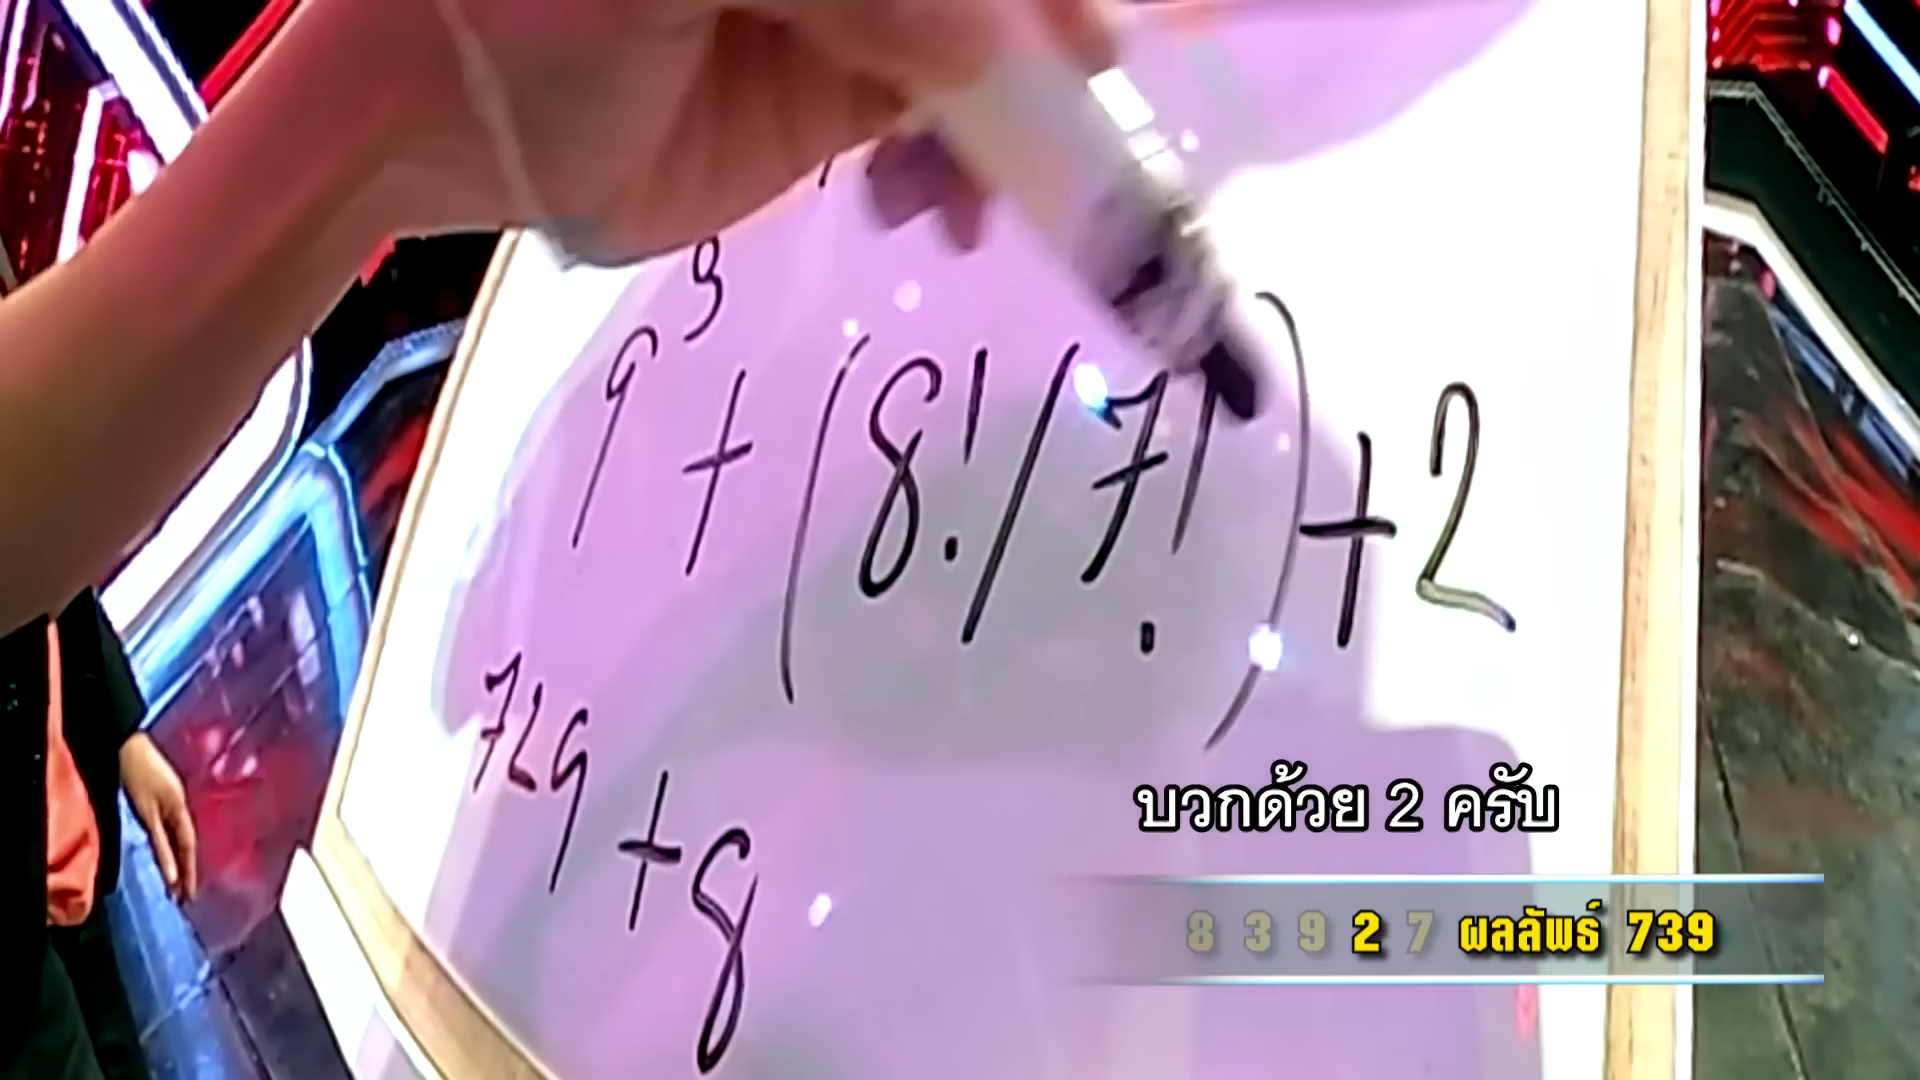 9³ + (8!/7!) + 2
729 + 8
บวกด้วย 2 ครับ
8 3 9 2 7 ผลลัพธ์ 739